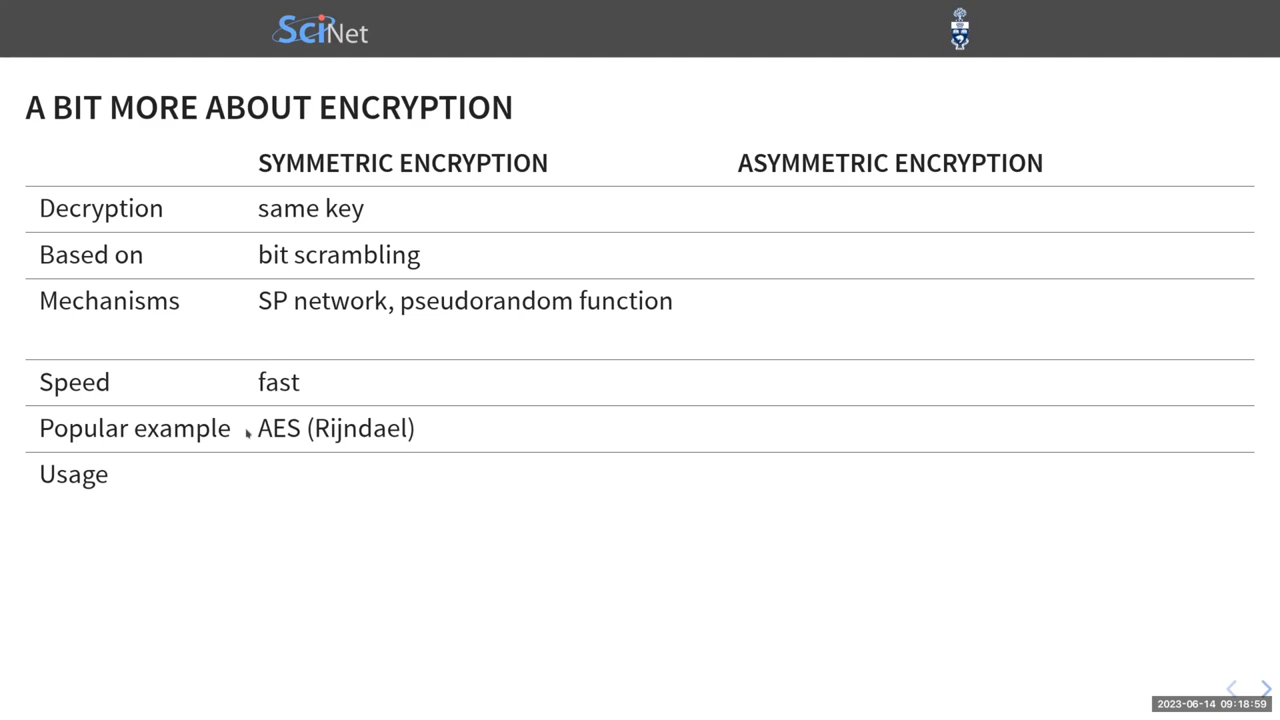 SciNet
A BIT MORE ABOUT ENCRYPTION
SYMMETRIC ENCRYPTION ASYMMETRIC ENCRYPTION
Decryption same key
Based on bit scrambling
Mechanisms SP network, pseudorandom function
Speed fast
Popular example AES (Rijndael)
Usage
2023-06-14 09:18:59